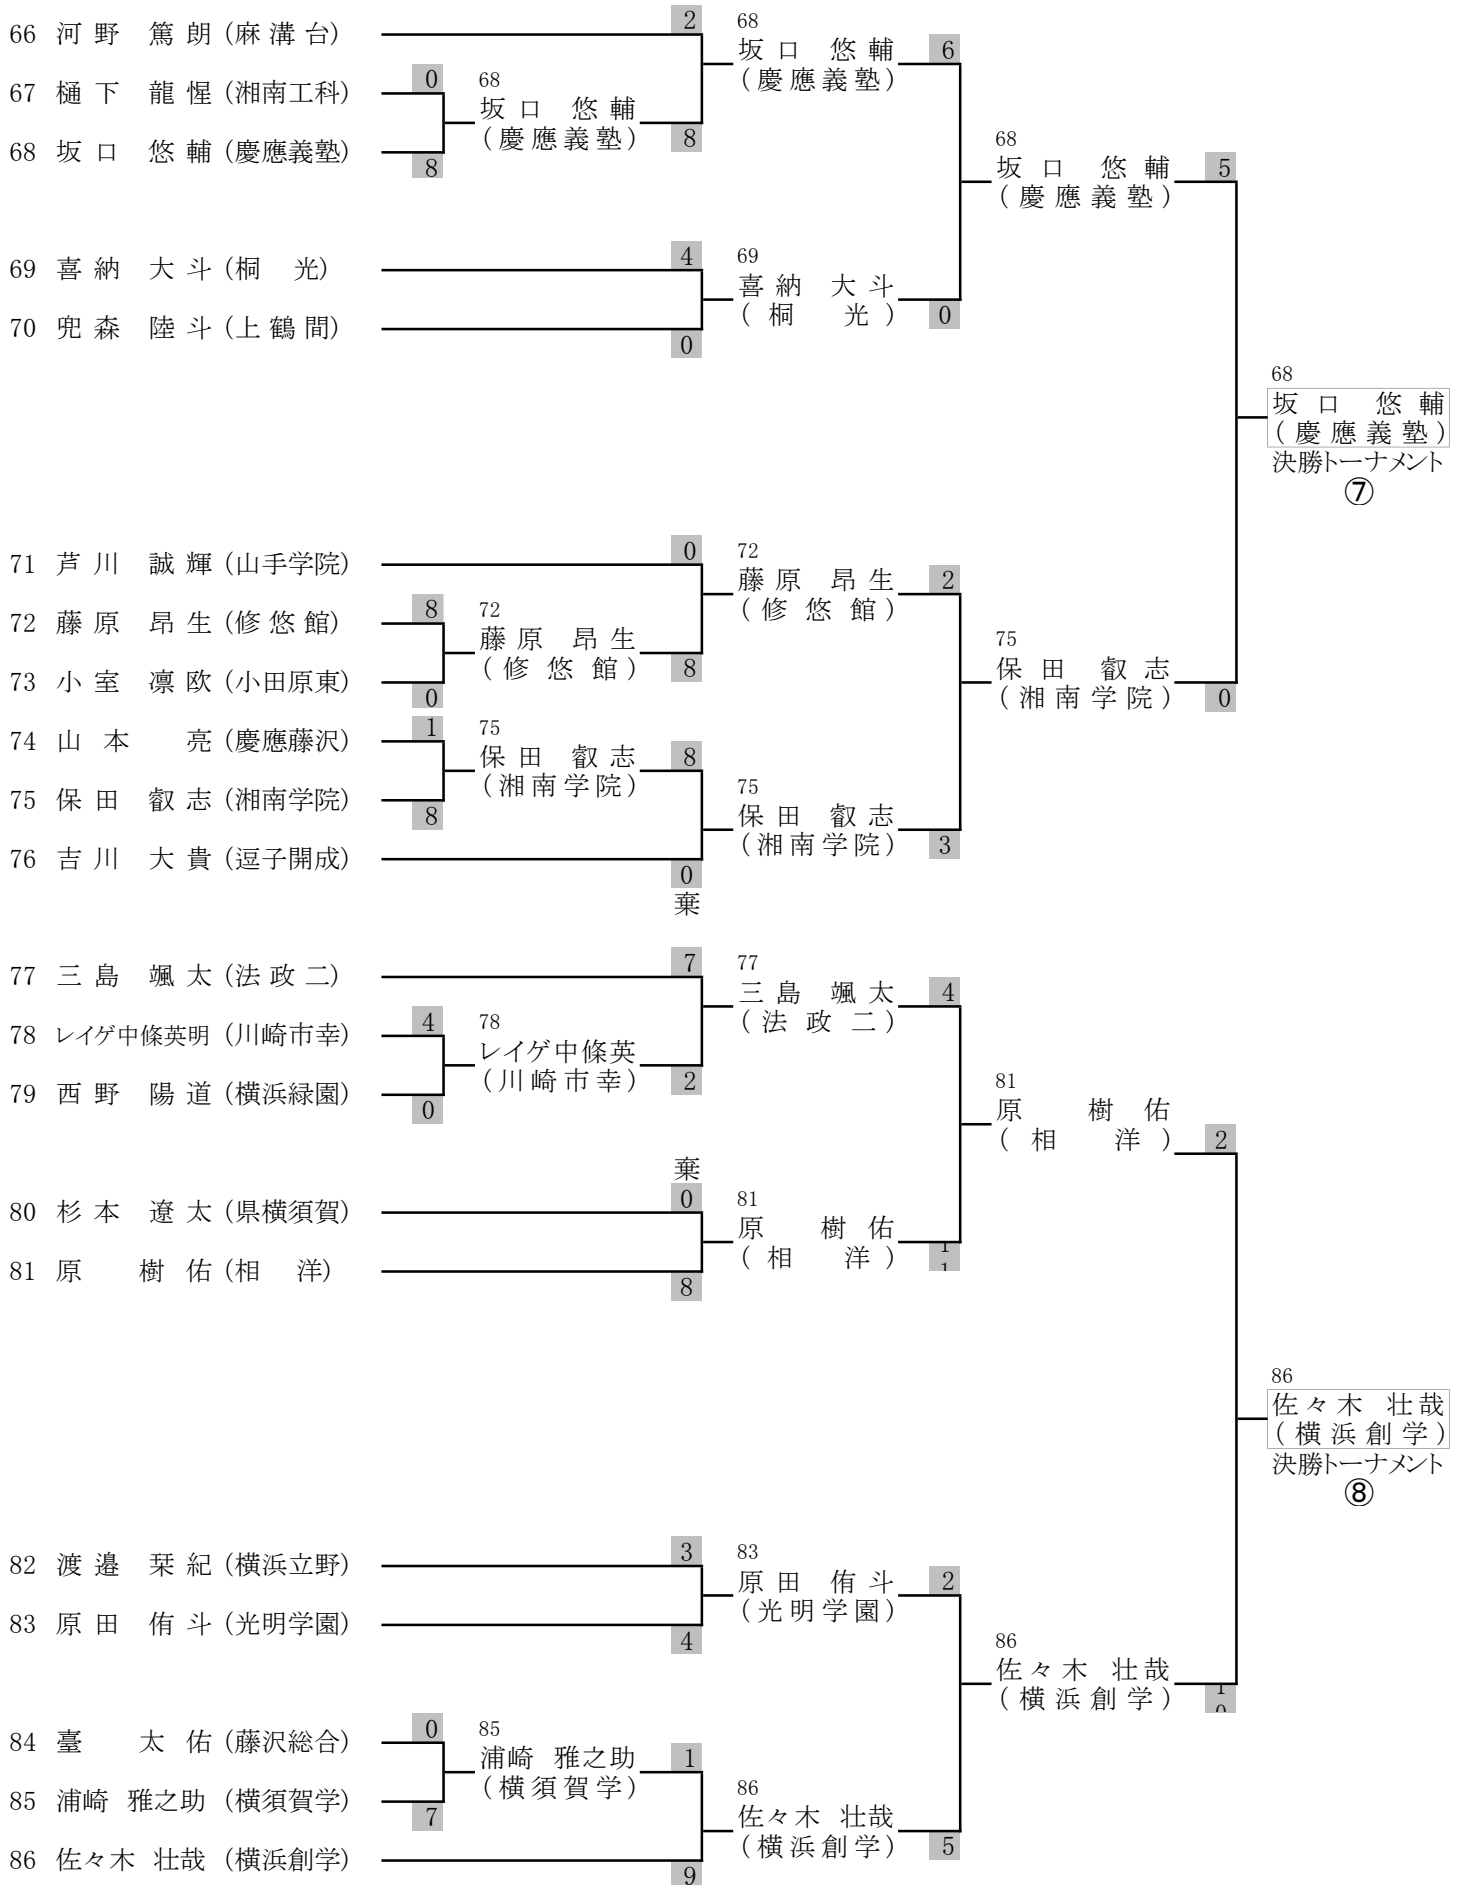 66 河野 篤朗 (麻溝台)
2
67 樋下 龍惺 (湘南工科)
0
68 坂口 悠輔 (慶應義塾)
8
68
坂口 悠輔
(慶應義塾)
8
68
坂口 悠輔
(慶應義塾)
6
69 喜納 大斗 (桐 光)
4
70 兜森 陸斗 (上鶴間)
0
69
喜納 大斗
(桐 光)
0
68
坂口 悠輔
(慶應義塾)
5
71 芦川 誠輝 (山手学院)
0
72 藤原 昂生 (修悠館)
8
73 小室 凛欧 (小田原東)
0
72
藤原 昂生
(修悠館)
8
72
藤原 昂生
(修悠館)
2
74 山本 亮 (慶應藤沢)
1
75 保田 叡志 (湘南学院)
8
75
保田 叡志
(湘南学院)
8
76 吉川 大貴 (逗子開成)
0
棄
75
保田 叡志
(湘南学院)
3
75
保田 叡志
(湘南学院)
0
68
坂口 悠輔
(慶應義塾)
決勝トーナメント
⑦
77 三島 颯太 (法政二)
7
78 レイゲ中條英明 (川崎市幸)
4
79 西野 陽道 (横浜緑園)
0
78
レイゲ中條英
(川崎市幸)
2
77
三島 颯太
(法政二)
4
棄
80 杉本 遼太 (県横須賀)
0
81 原 樹佑 (相 洋)
8
81
原 樹佑
(相 洋)
11
81
原 樹佑
(相 洋)
2
82 渡邉 栞紀 (横浜立野)
3
83 原田 侑斗 (光明学園)
4
83
原田 侑斗
(光明学園)
2
84 臺 太佑 (藤沢総合)
0
85 浦崎 雅之助 (横須賀学)
7
85
浦崎 雅之助
(横須賀学)
1
86 佐々木 壮哉 (横浜創学)
9
86
佐々木 壮哉
(横浜創学)
5
86
佐々木 壮哉
(横浜創学)
10
86
佐々木 壮哉
(横浜創学)
決勝トーナメント
⑧